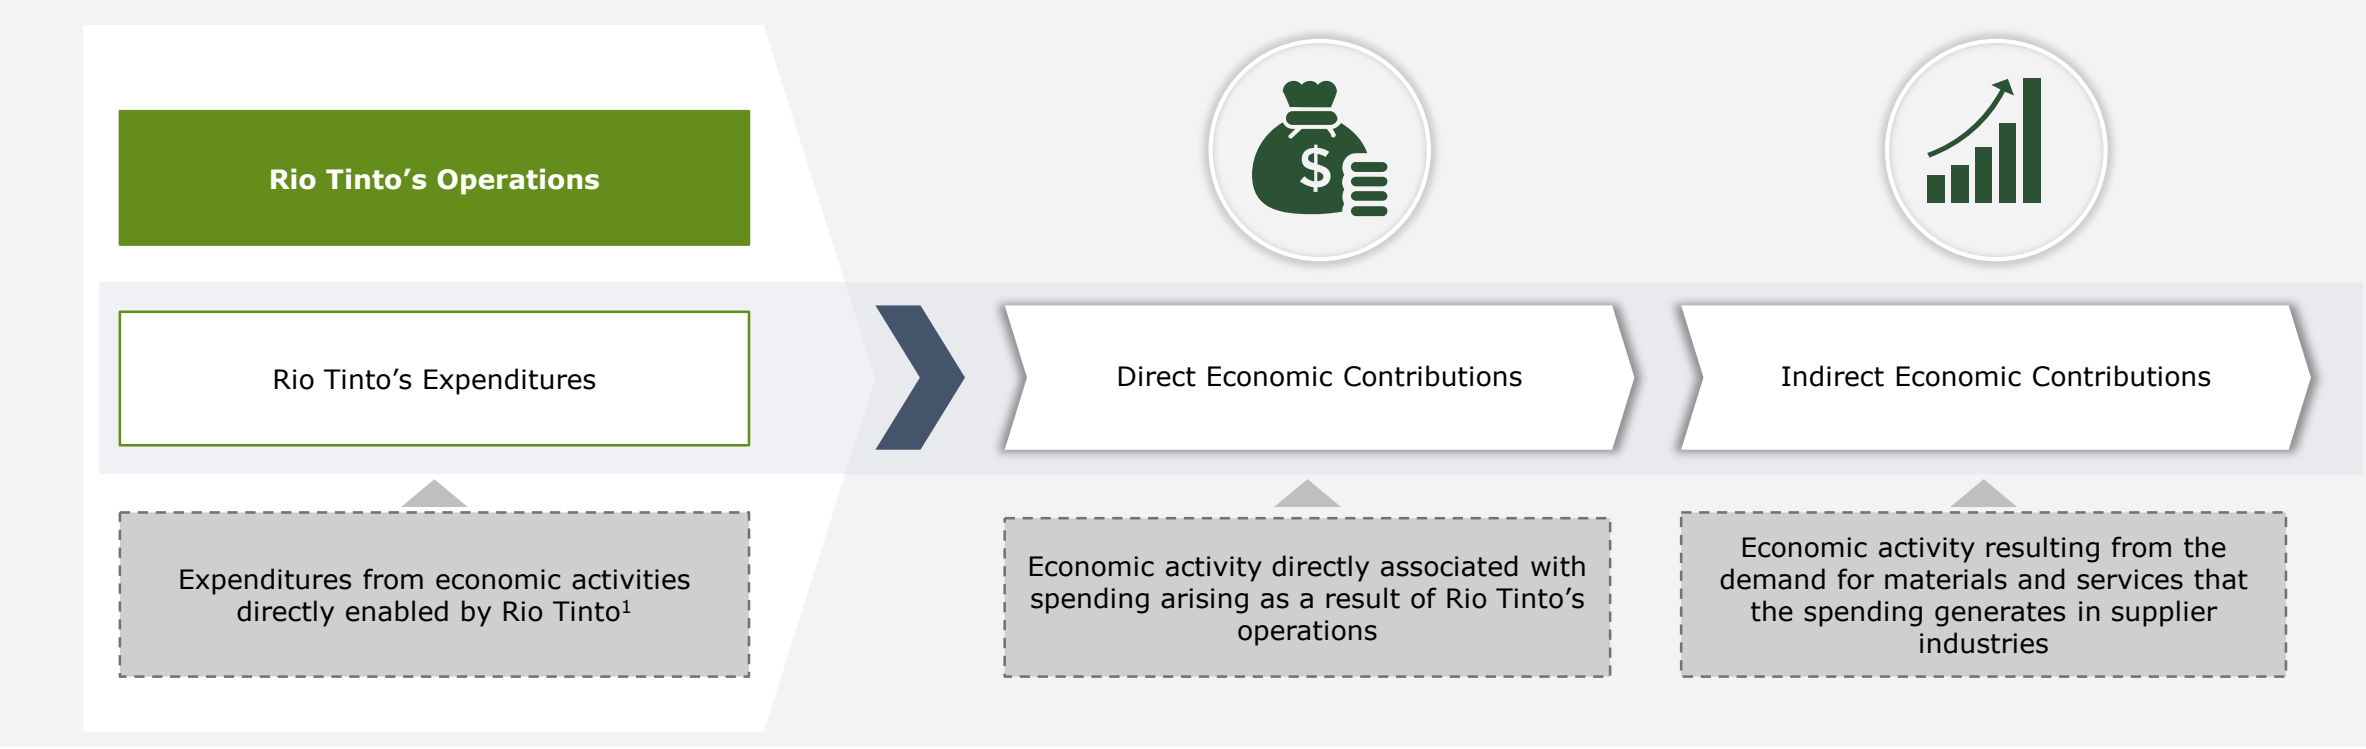 Rio Tinto’s Operations
$
Rio Tinto’s Expenditures
Direct Economic Contributions
Indirect Economic Contributions
Expenditures from economic activities
directly enabled by Rio Tinto¹
Economic activity directly associated with
spending arising as a result of Rio Tinto’s
operations
Economic activity resulting from the
demand for materials and services that
the spending generates in supplier
industries